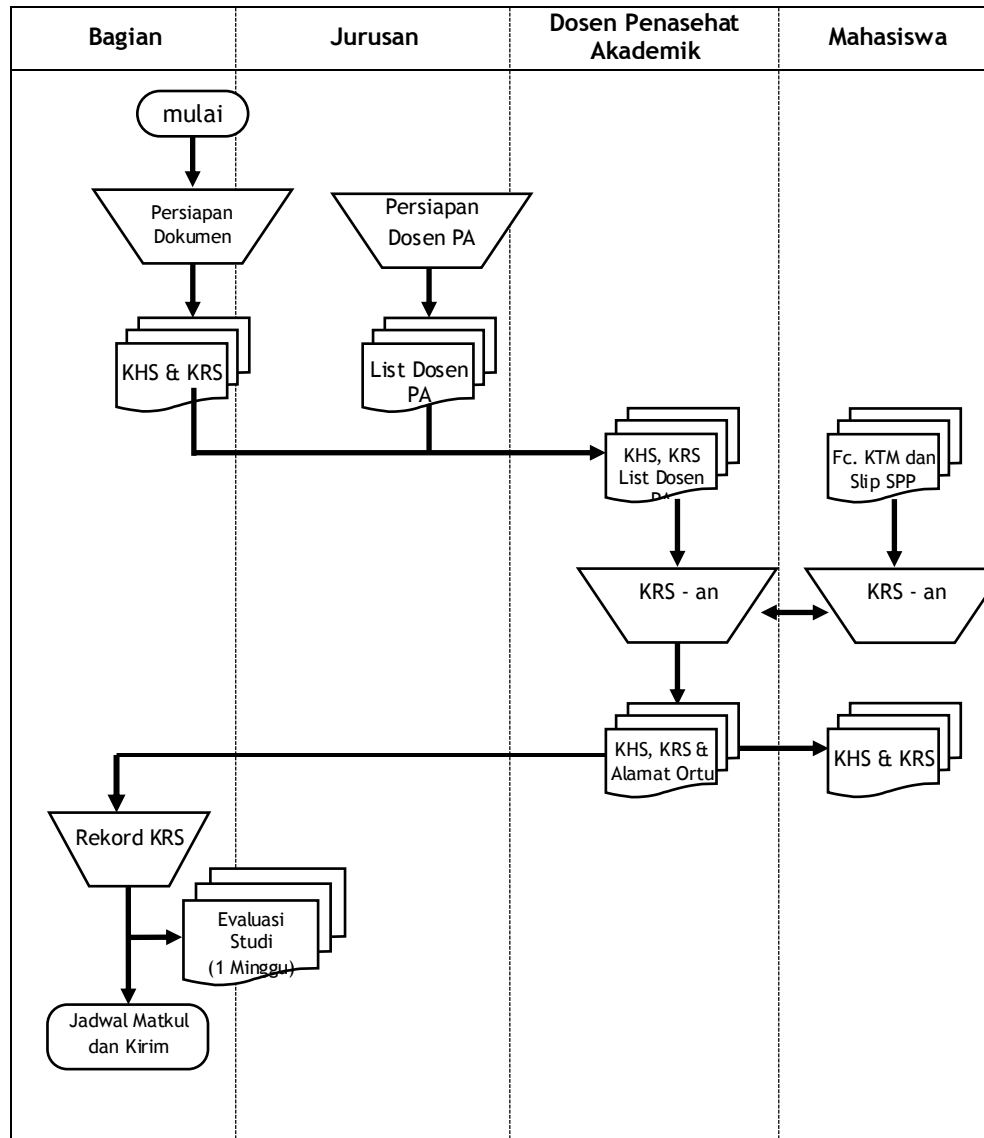 Bagian
Jurusan
Dosen Penasehat
Akademik
Mahasiswa
mulai
Persiapan
Dokumen
Persiapan
Dosen PA
KHS & KRS
List Dosen
PA
KHS, KRS
List Dosen
PA
Fc. KTM dan
Slip SPP
KRS - an
KRS - an
KHS, KRS &
Alamat Ortu
KHS & KRS
Rekord KRS
Evaluasi
Studi
(1 Minggu)
Jadwal Matkul
dan Kirim